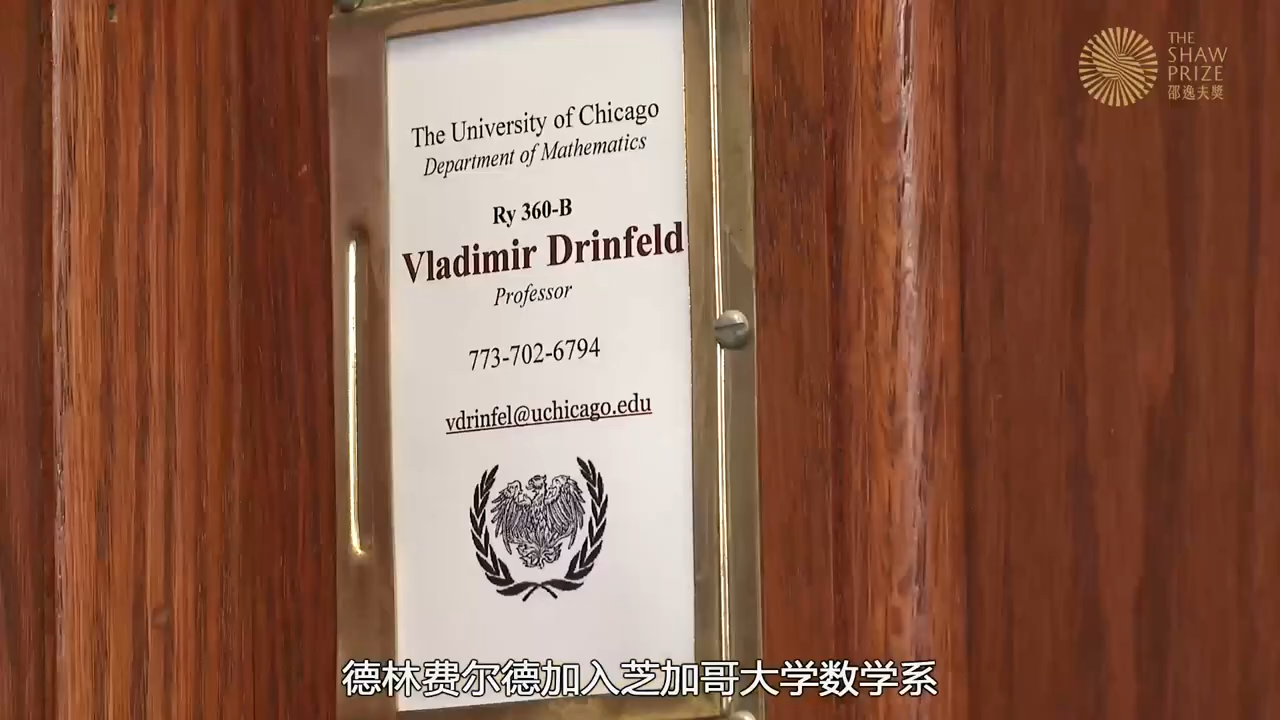 THE
SHAW
PRIZE
邵逸夫獎
The University of Chicago
Department of Mathematics
Ry 360-B
Vladimir Drinfeld
Professor
773-702-6794
vdrinfel@uchicago.edu
德林费尔德加入芝加哥大学数学系